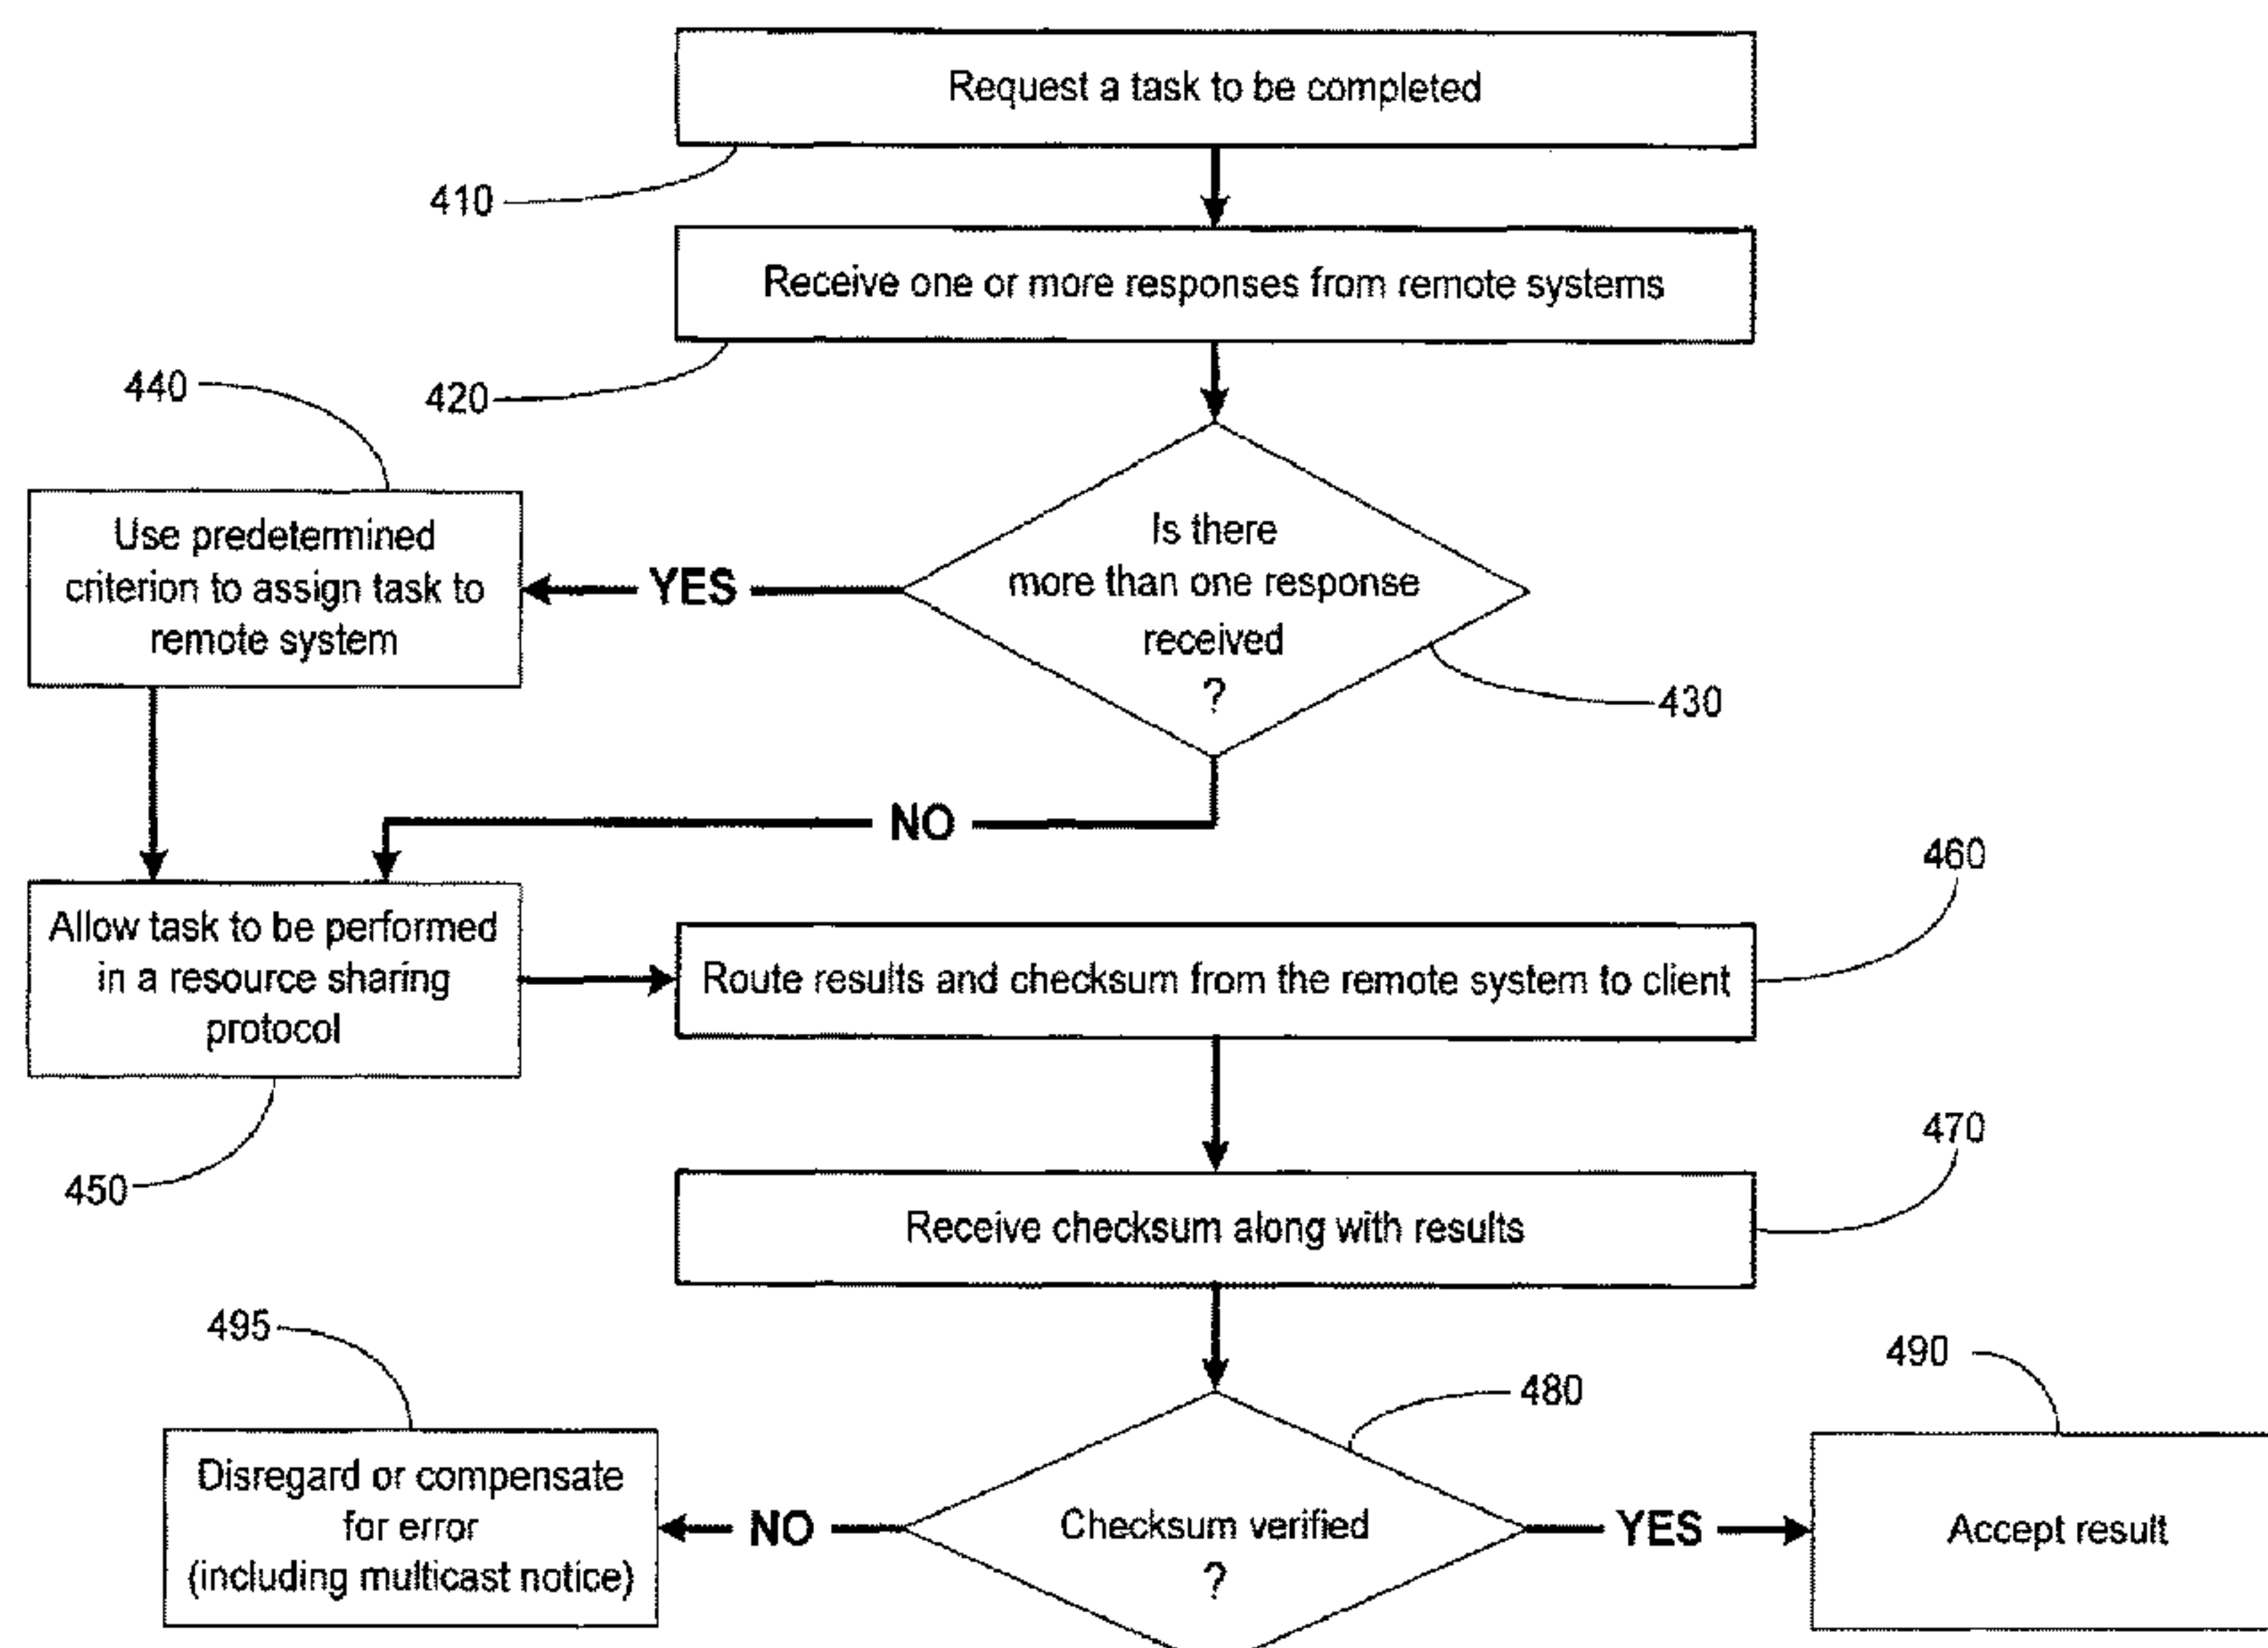 Request a task to be completed
410
Receive one or more responses from remote systems
420
440
Use predetermined
criterion to assign task to
remote system
YES
Is there
more than one response
received
?
430
NO
Allow task to be performed
in a resource sharing
protocol
450
460
Route results and checksum from the remote system to client
470
Receive checksum along with results
495
Disregard or compensate
for error
(including multicast notice)
NO
480
Checksum verified
?
YES
490
Accept result